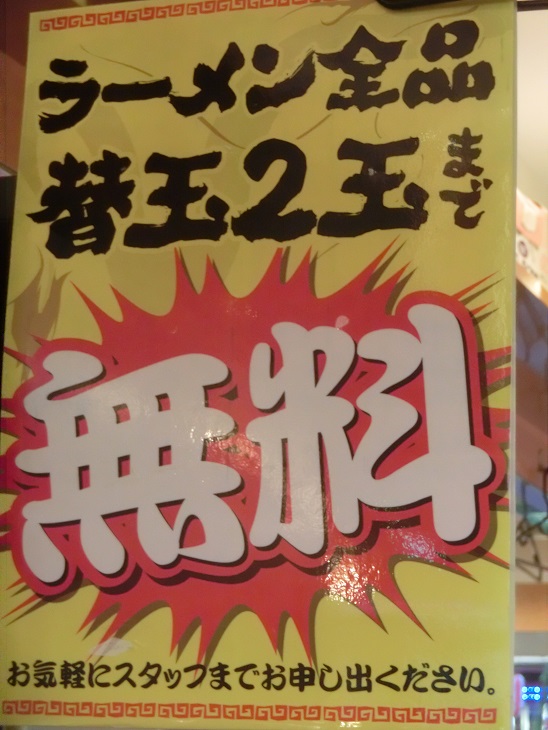 ラーメン全品
替玉2玉まで
無料
お気軽にスタッフまでお申し出ください。